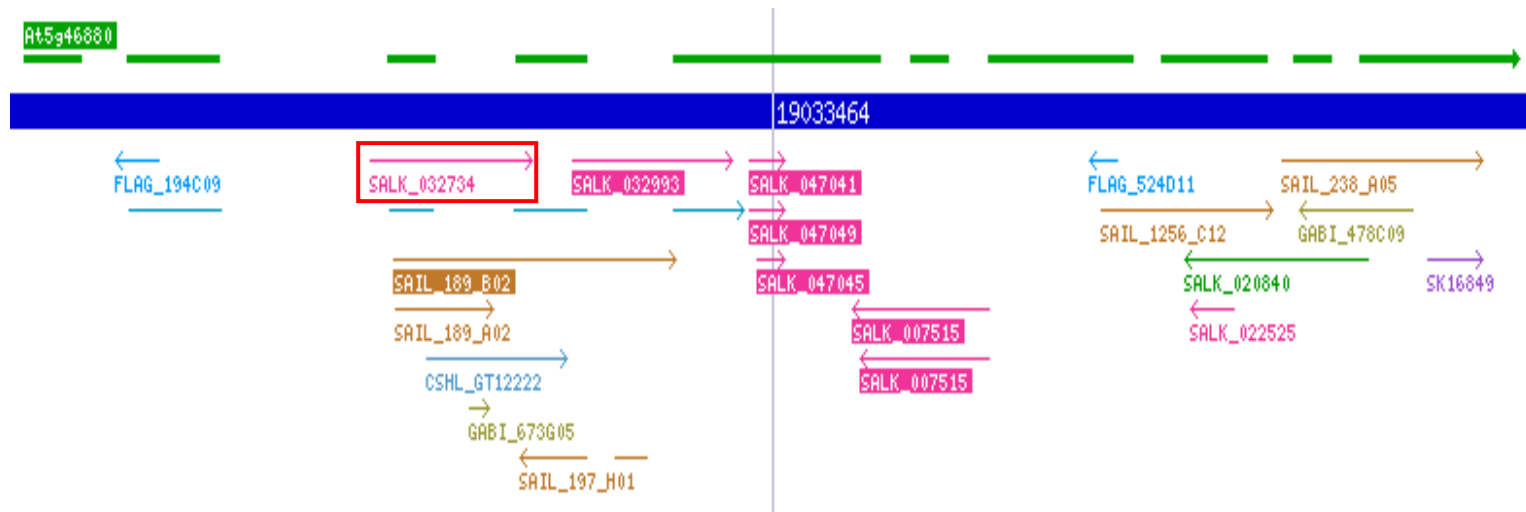 At5g46880
19033464
FLAG_194C09
SALK_032734
SALK_032993
SALK_047041
FLAG_524D11
SAIL_238_A05
SALK_047049
SAIL_1256_C12
GABI_478C09
SAIL_189_B02
SALK_047045
SALK_020840
SK16849
SAIL_189_A02
SALK_007515
SALK_022525
CSHL_GT12222
SALK_007515
GABI_673G05
SAIL_197_H01